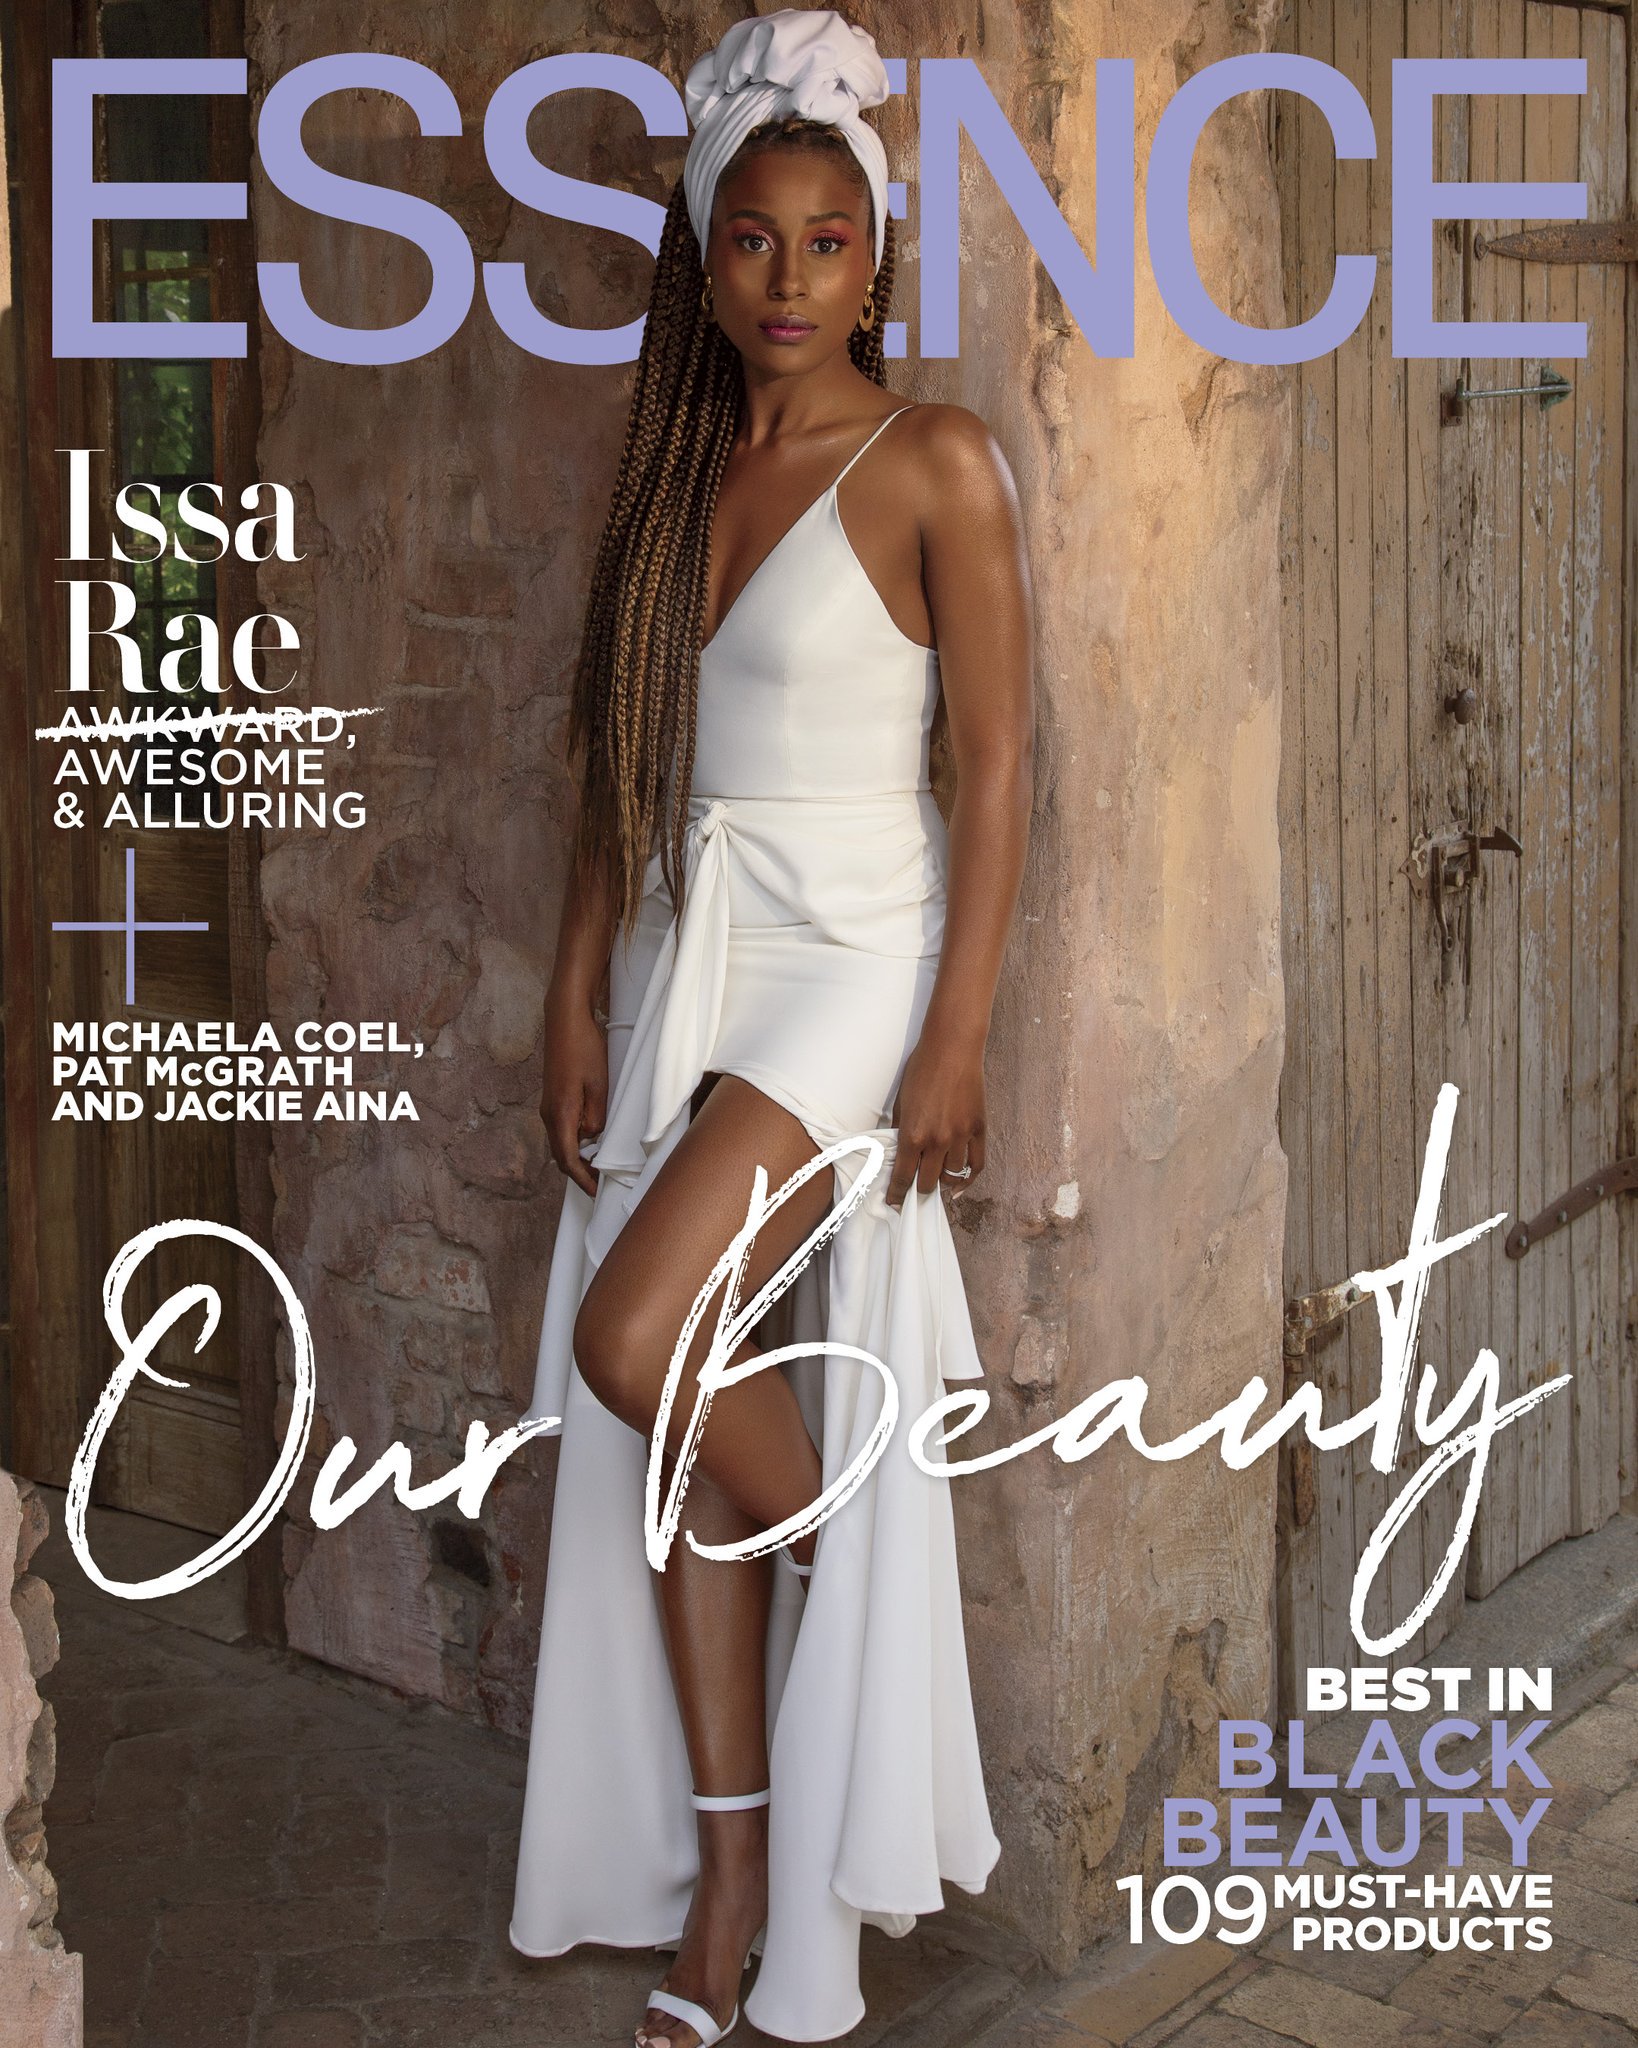 ESSENCE
Issa
Rae
AWKWARD,
AWESOME
& ALLURING
+
MICHAELA COEL,
PAT McGRATH
AND JACKIE AINA
Our Beauty
BEST IN
BLACK
BEAUTY
109 MUST-HAVE
PRODUCTS